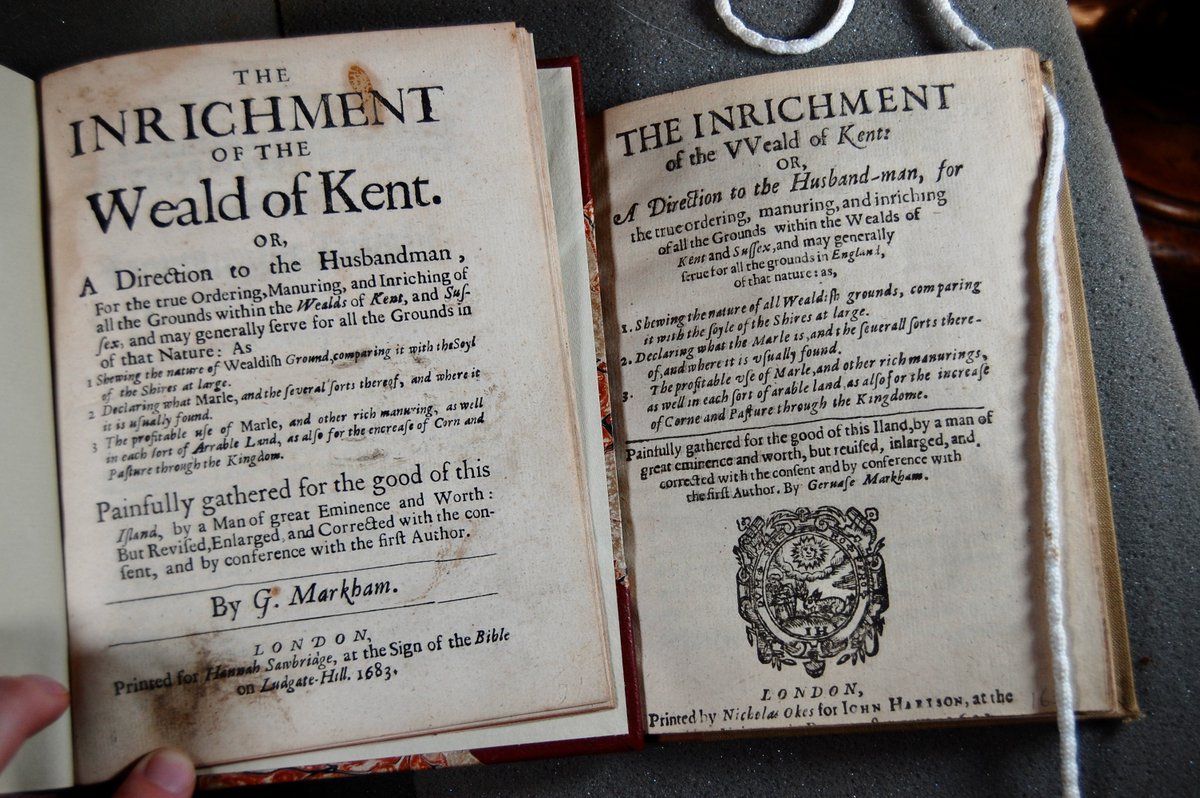 THE
INRICHMENT
OF THE
Weald of Kent.
OR,
A Direction to the Husbandman,
For the true Ordering, Manuring, and Inriching of
all the Grounds within the Wealds of Kent, and Suſ-
ſex, and may generally ſerve for all the Grounds in
of that Nature: As
1 Shewing the nature of Wealdiſh Ground, comparing it with the Soyl
of the Shires at large.
2 Declaring what Marle, and the ſeveral ſorts thereof, and where it
it is uſually found.
3 The profitable uſe of Marle, and other rich manuring, as well
in each ſort of Arrable Land, as alſo for the encreaſe of Corn and
Paſture through the Kingdom.
Painfully gathered for the good of this
Iſland, by a Man of great Eminence and Worth:
But Reviſed, Enlarged, and Corrected with the con-
ſent, and by conference with the firſt Author.
By G. Markham.
LONDON,
Printed for Hannah Sawbridge, at the Sign of the Bible
on Ludgate-Hill. 1683.
THE INRICHMENT
of the VVeald of Kent:
OR,
A Direction to the Husband-man, for
the true ordering, manuring, and inriching
of all the Grounds within the Wealds of
Kent and Suſſex, and may generally
ſerue for all the grounds in England,
of that nature: as,
1. Shewing the nature of all Wealdiſh grounds, comparing
it with the ſoyle of the Shires at large.
2. Declaring what the Marle is, and the ſeuerall ſorts there-
of, and where it is vſually found.
3. The profitable vſe of Marle, and other rich manurings,
as well in each ſort of arable land, as alſo for the increaſe
of Corne and Paſture through the Kingdome.
Painfully gathered for the good of this Iland, by a man of
great eminence and worth, but reuiſed, inlarged, and
corrected with the conſent and by conference with
the firſt Author. By Geruaſe Markham.
IH
LONDON,
Printed by Nicholas Okes for IOHN HARISON, at the